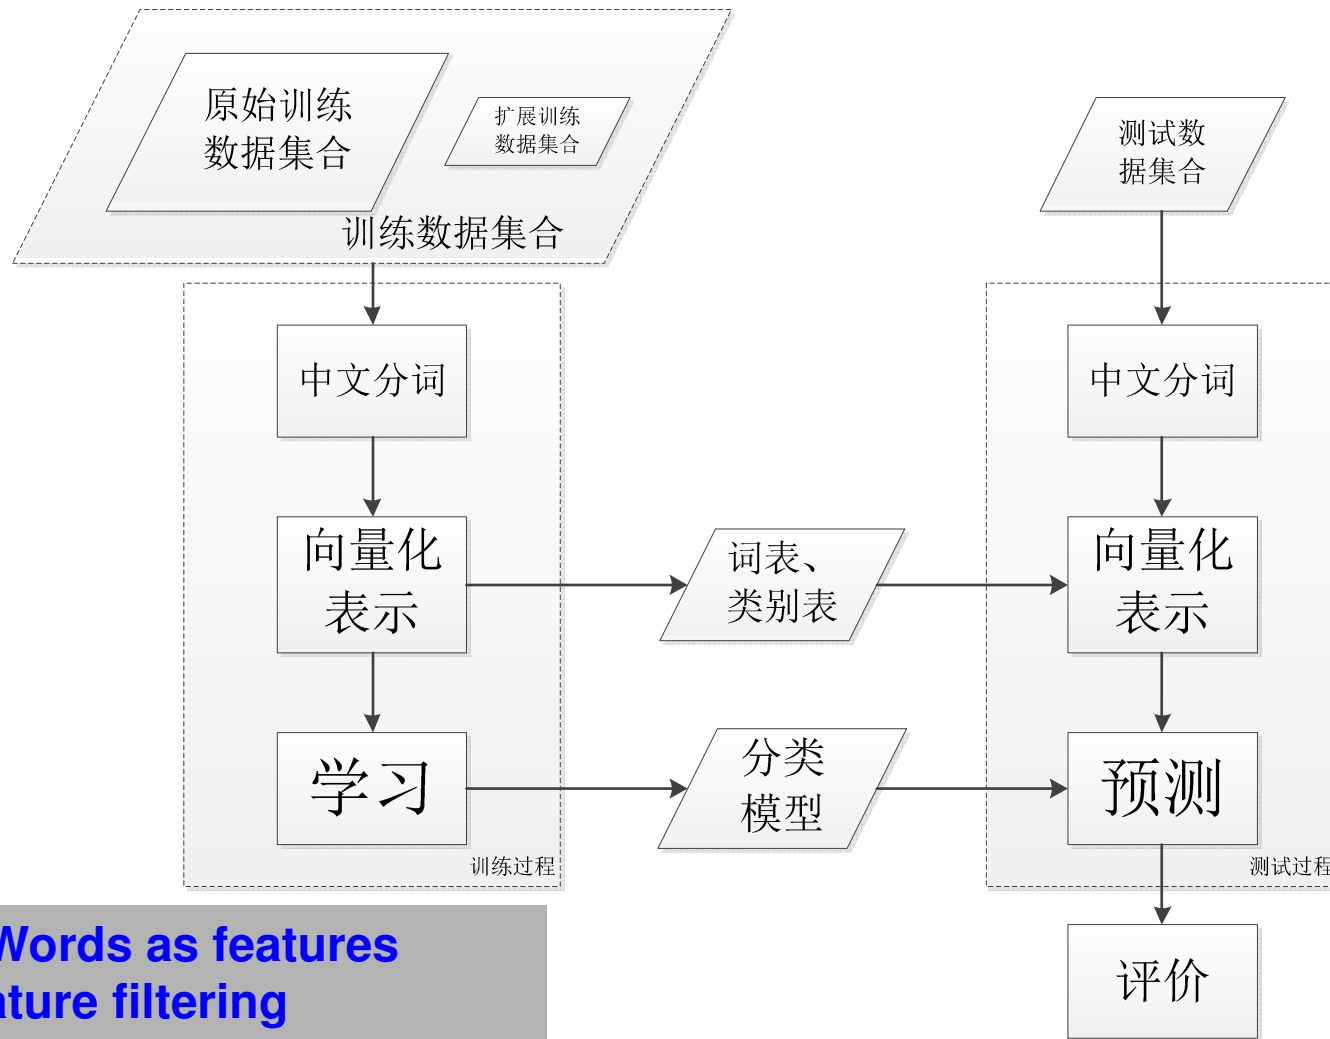 原始训练
数据集合
扩展训练
数据集合
训练数据集合
测试数
据集合
中文分词
中文分词
向量化
表示
词表、
类别表
向量化
表示
学习
分类
模型
预测
训练过程
测试过程
Words as features
ature filtering
评价